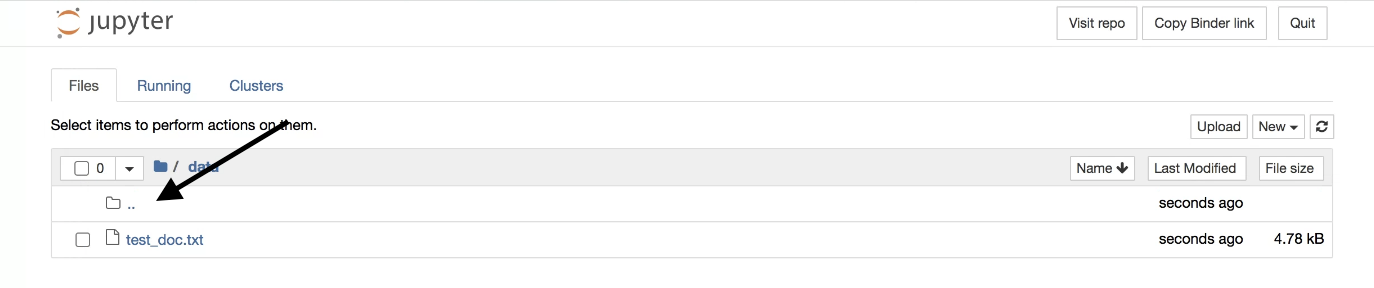 jupyter
Visit repo Copy Binder link Quit
Files Running Clusters
Select items to perform actions on them.
Upload New
0 / data Name Last Modified File size
.. seconds ago
test_doc.txt seconds ago 4.78 kB